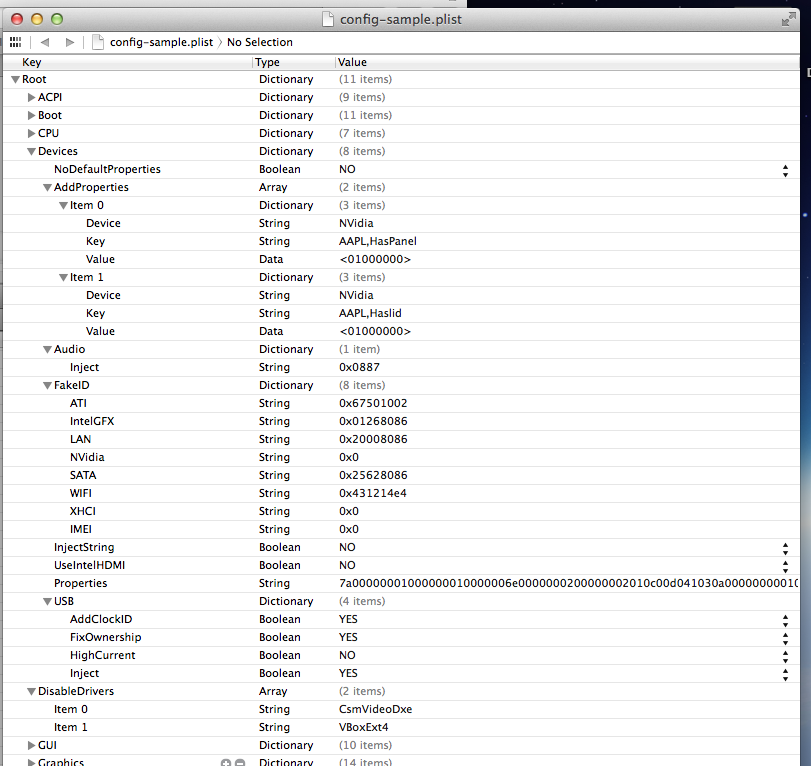 config-sample.plist
config-sample.plist No Selection
Key Type Value
Root Dictionary (11 items)
ACPI Dictionary (9 items)
Boot Dictionary (11 items)
CPU Dictionary (7 items)
Devices Dictionary (8 items)
NoDefaultProperties Boolean NO
AddProperties Array (2 items)
Item 0 Dictionary (3 items)
Device String NVidia
Key String AAPL,HasPanel
Value Data <01000000>
Item 1 Dictionary (3 items)
Device String NVidia
Key String AAPL,Haslid
Value Data <01000000>
Audio Dictionary (1 item)
Inject String 0x0887
FakeID Dictionary (8 items)
ATI String 0x67501002
IntelGFX String 0x01268086
LAN String 0x20008086
NVidia String 0x0
SATA String 0x25628086
WIFI String 0x431214e4
XHCI String 0x0
IMEI String 0x0
InjectString Boolean NO
UseIntelHDMI Boolean NO
Properties String
USB Dictionary (4 items)
AddClockID Boolean YES
FixOwnership Boolean YES
HighCurrent Boolean NO
Inject Boolean YES
DisableDrivers Array (2 items)
Item 0 String CsmVideoDxe
Item 1 String VBoxExt4
GUI Dictionary (10 items)
Graphics Dictionary (14 items)